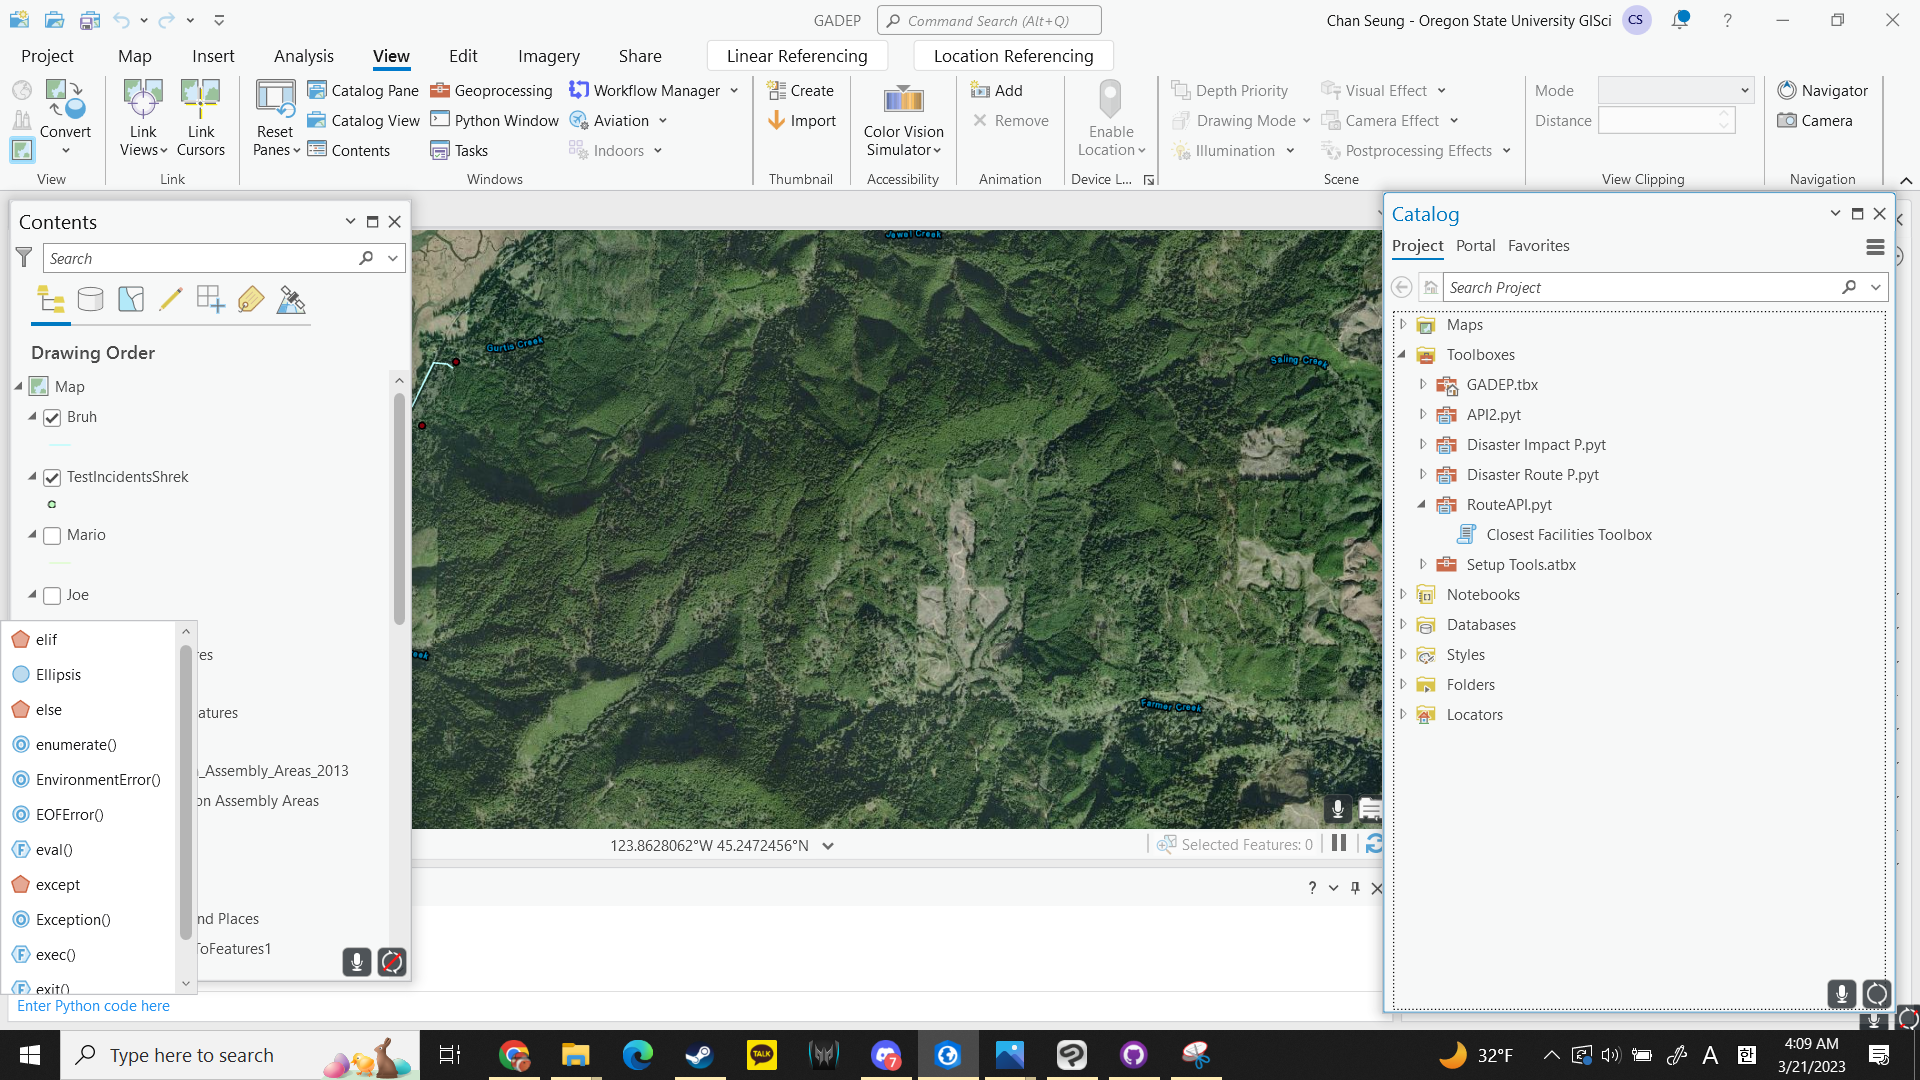 GADEP
Command Search (Alt+Q)
Chan Seung - Oregon State University GISci
CS
?
Project
Map
Insert
Analysis
View
Edit
Imagery
Share
Linear Referencing
Location Referencing
Convert
View
Link
Views
Link
Cursors
Link
Reset
Panes
Catalog Pane
Catalog View
Contents
Geoprocessing
Python Window
Tasks
Workflow Manager
Aviation
Indoors
Windows
Create
Import
Thumbnail
Color Vision
Simulator
Accessibility
Add
Remove
Animation
Enable
Location
Device L...
Depth Priority
Drawing Mode
Illumination
Visual Effect
Camera Effect
Postprocessing Effects
Scene
Mode
Distance
View Clipping
Navigator
Camera
Navigation
Contents
Search
Drawing Order
Map
Bruh
TestIncidentsShrek
Mario
Joe
res
atures
_Assembly_Areas_2013
on Assembly Areas
nd Places
ToFeatures1
elif
Ellipsis
else
enumerate()
EnvironmentError()
EOFError()
eval()
except
Exception()
exec()
exit()
Enter Python code here
Jewel Creek
Curtis Creek
Saling Creek
Farmer Creek
eek
123.8628062°W 45.2472456°N
Selected Features: 0
?
Catalog
Project
Portal
Favorites
Search Project
Maps
Toolboxes
GADEP.tbx
API2.pyt
Disaster Impact P.pyt
Disaster Route P.pyt
RouteAPI.pyt
Closest Facilities Toolbox
Setup Tools.atbx
Notebooks
Databases
Styles
Folders
Locators
Type here to search
TALK
7
32°F
A
한
4:09 AM
3/21/2023